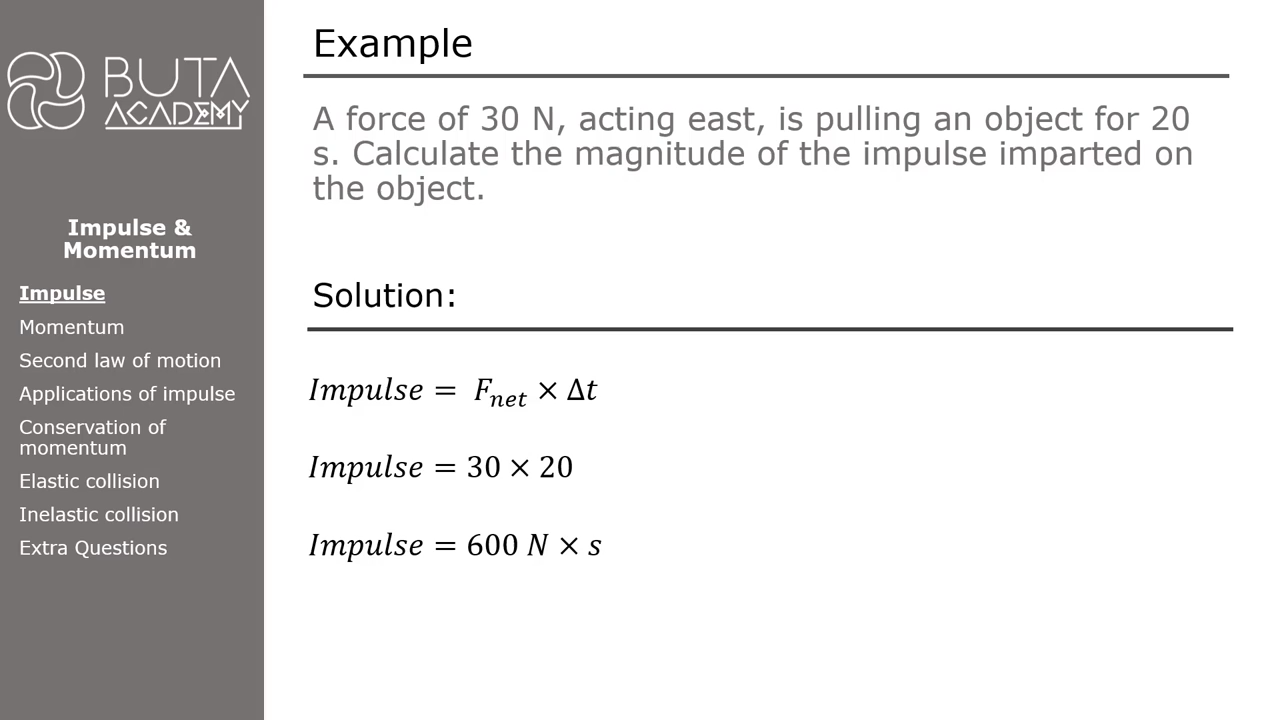 BUTA
ACADEMY
Impulse &
Momentum
Impulse
Momentum
Second law of motion
Applications of impulse
Conservation of
momentum
Elastic collision
Inelastic collision
Extra Questions
Example
A force of 30 N, acting east, is pulling an object for 20
s. Calculate the magnitude of the impulse imparted on
the object.
Solution:
Impulse = F_net × Δt
Impulse = 30 × 20
Impulse = 600 N × s